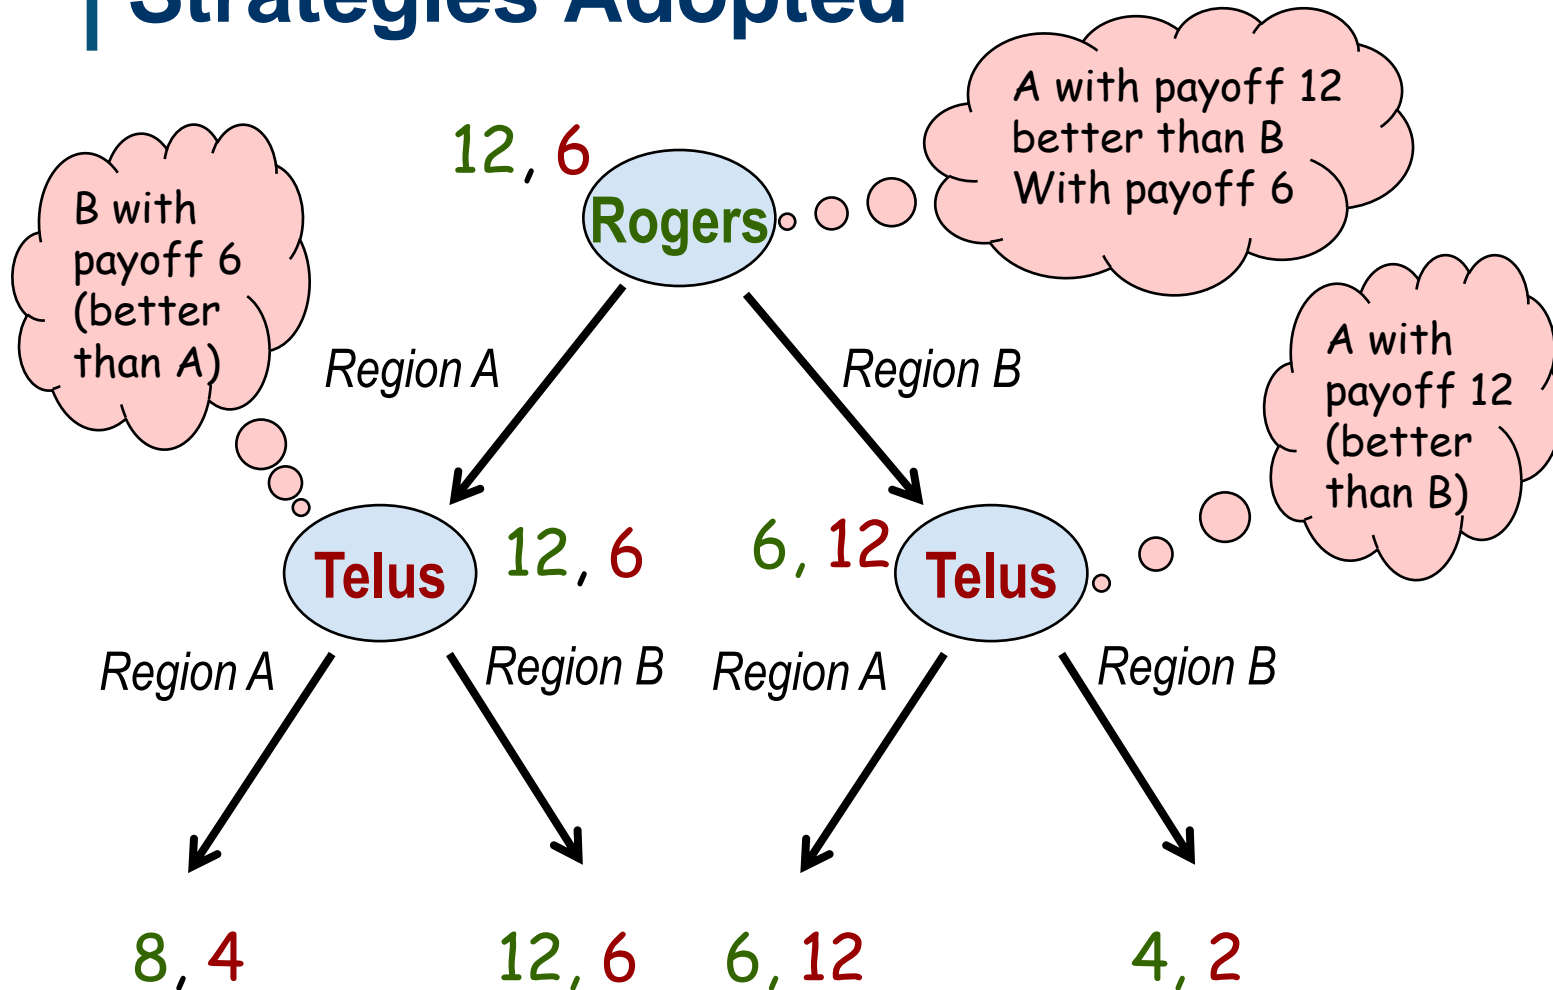 Strategies Adopted
A with payoff 12
better than B
With payoff 6
12, 6
Rogers
B with
payoff 6
(better
than A)
Region A
Region B
A with
payoff 12
(better
than B)
Telus
12, 6
6, 12
Telus
Region A
Region B
Region A
Region B
8, 4
12, 6
6, 12
4, 2